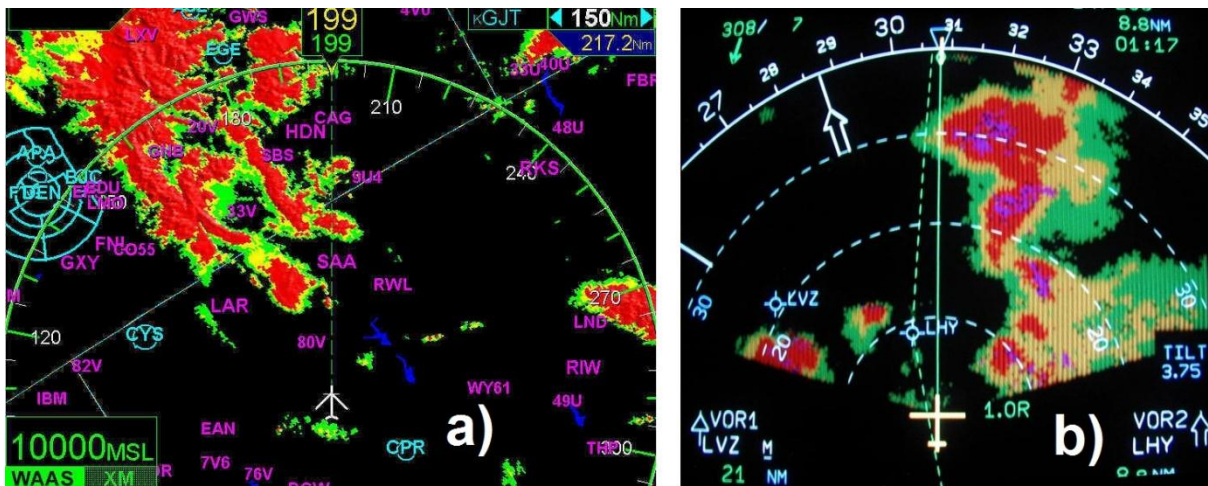 GWS
199
199
KGJT
150Nm
217.2Nm
LXV
EGE
4V0
33U
40U
FBR
210
CAG
HDN
180
20V
48U
GNB
SBS
RKS
APA
9U4
240
BJC
DEN
33V
FNL
CO55
GXY
SAA
RWL
270
LAR
LND
120
CYS
80V
82V
RIW
WY61
IBM
49U
EAN
a)
10000MSL
CPR
300
7V6
76V
WAAS
XM
308/ 7
8.8NM
01:17
27
28
29
30
31
32
33
34
35
LVZ
LHY
30
20
20
30
TILT
3.75
1.0R
VOR1
LVZ M
21 NM
VOR2
LHY
8.8NM
b)